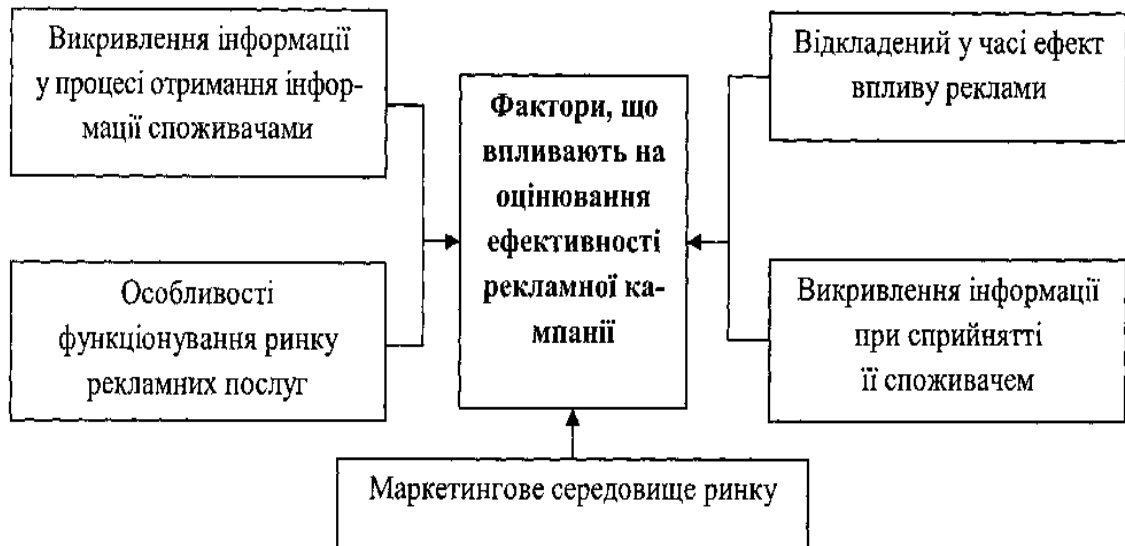 Викривлення інформації
у процесі отримання інфор-
мації споживачами
Особливості
функціонування ринку
рекламних послуг
Фактори, що
впливають на
оцінювання
ефективності
рекламної ка-
мпанії
Відкладений у часі ефект
впливу реклами
Викривлення інформації
при сприйнятті
її споживачем
Маркетингове середовище ринку